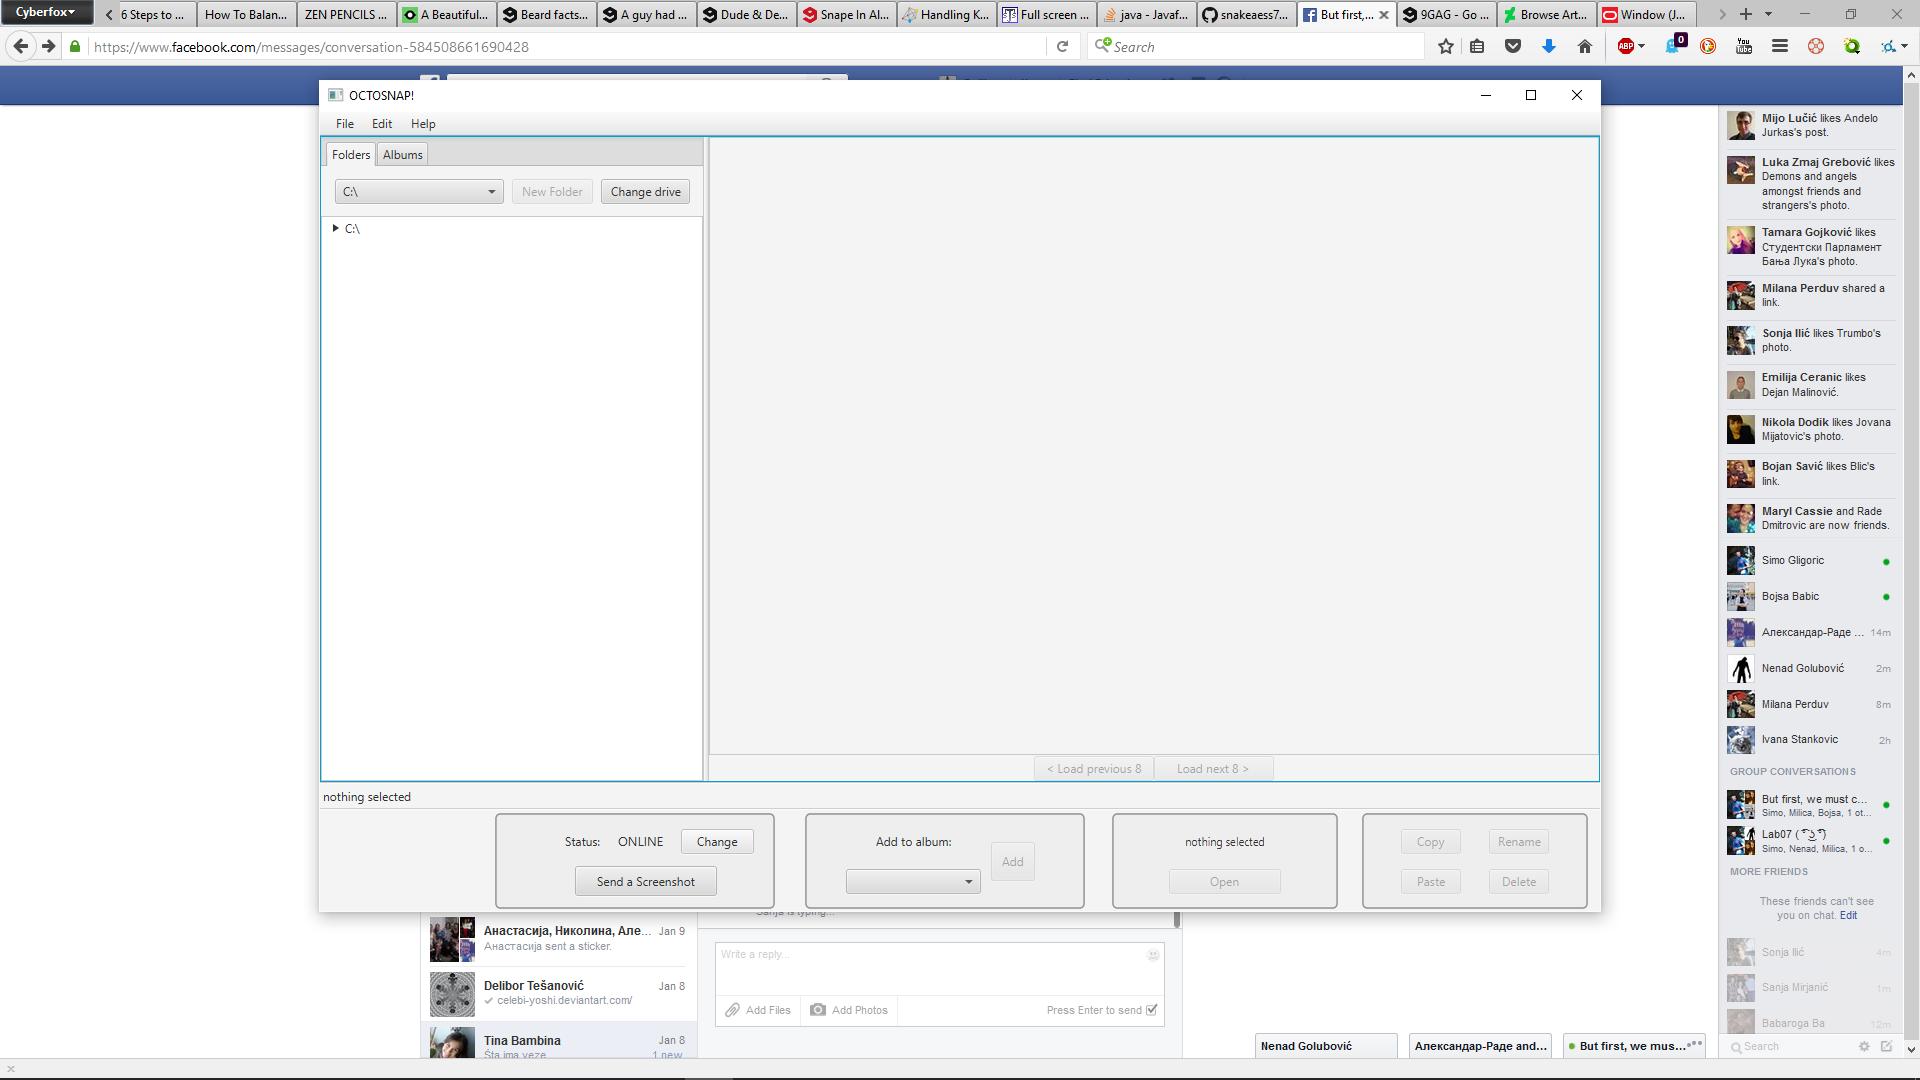 Cyberfox
6 Steps to ...
How To Balan...
ZEN PENCILS ...
A Beautiful...
Beard facts...
A guy had ...
Dude & De...
Snape In Al...
Handling K...
Full screen ...
java - Javaf...
snakeaess7...
But first,...
9GAG - Go ...
Browse Art...
Window (J...
https://www.facebook.com/messages/conversation-584508661690428
Search
ABP
0
You
Tube
OCTOSNAP!
File Edit Help
Folders Albums
C:\
New Folder
Change drive
C:\
< Load previous 8
Load next 8 >
nothing selected
Status: ONLINE
Change
Send a Screenshot
Add to album:
Add
nothing selected
Open
Copy
Rename
Paste
Delete
Mijo Lučić likes Anđelo
Jurkas's post.
Luka Zmaj Grebović likes
Demons and angels
amongst friends and
strangers's photo.
Tamara Gojković likes
Студентски Парламент
Бања Лука's photo.
Milana Perduv shared a
link.
Sonja Ilić likes Trumbo's
photo.
Emilija Ceranic likes
Dejan Malinović.
Nikola Dodik likes Jovana
Mijatovic's photo.
Bojan Savić likes Blic's
link.
Maryl Cassie and Rade
Dmitrovic are now friends.
Simo Gligoric
Bojsa Babic
Александар-Раде ... 14m
Nenad Golubović 2m
Milana Perduv 8m
Ivana Stankovic 2h
GROUP CONVERSATIONS
But first, we must c...
Simo, Milica, Bojsa, 1 ot...
Lab07 ( ͡° ͜ʖ ͡°)
Simo, Nenad, Milica, 1 o...
MORE FRIENDS
These friends can't see
you on chat. Edit
Sonja Ilić 4m
Sanja Mirjanić 1m
Babaroga Ba 12m
Search
Sanja is typing...
Анастасија, Николина, Але... Jan 9
Анастасија sent a sticker.
Delibor Tešanović Jan 8
celebi-yoshi.deviantart.com/
Tina Bambina Jan 8
Šta ima veze 1 new
Write a reply...
Add Files
Add Photos
Press Enter to send
Nenad Golubović
Александар-Раде and...
But first, we mus...